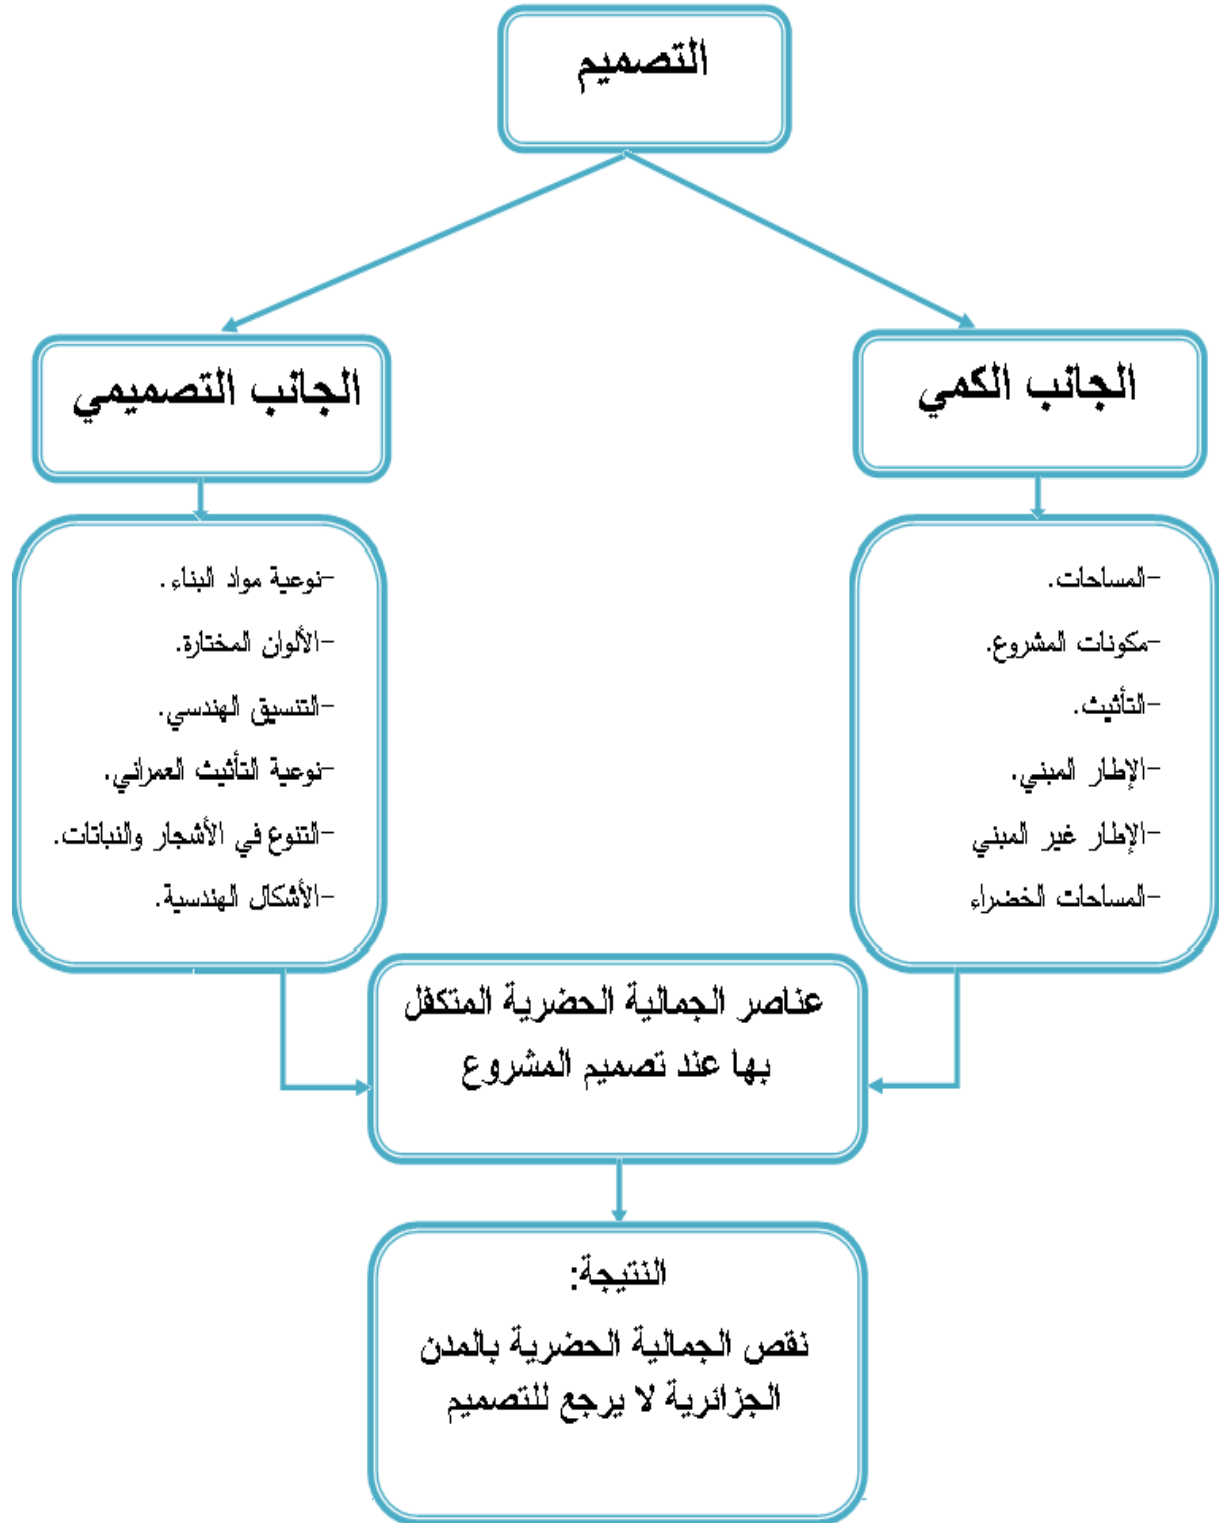 التصميم
الجانب الكمي
الجانب التصميمي
-المساحات.
-مكونات المشروع.
-التأثيث.
-الإطار المبني.
-الإطار غير المبني
-المساحات الخضراء
-نوعية مواد البناء.
-الألوان المختارة.
-التنسيق الهندسي.
-نوعية التأثيث العمراني.
-التنوع في الأشجار والنباتات.
-الأشكال الهندسية.
عناصر الجمالية الحضرية المتكفل
بها عند تصميم المشروع
النتيجة:
نقص الجمالية الحضرية بالمدن
الجزائرية لا يرجع للتصميم